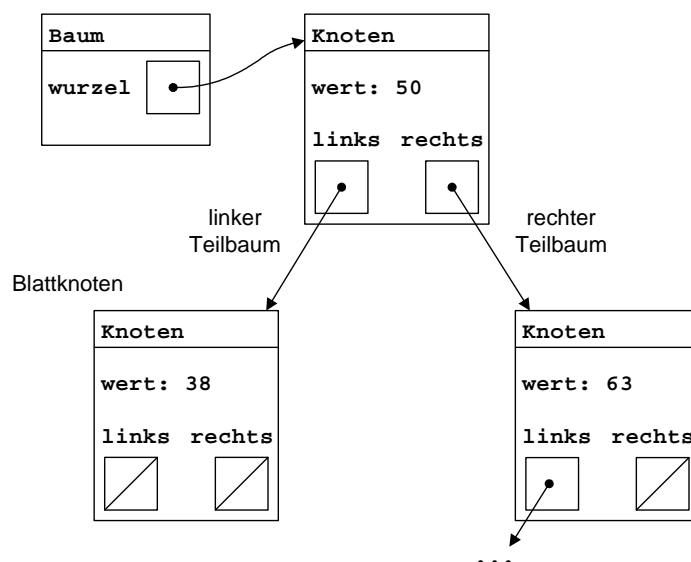 Baum
wurzel
Knoten
wert: 50
links rechts
linker
Teilbaum
rechter
Teilbaum
Blattknoten
Knoten
wert: 38
links rechts
Knoten
wert: 63
links rechts
...